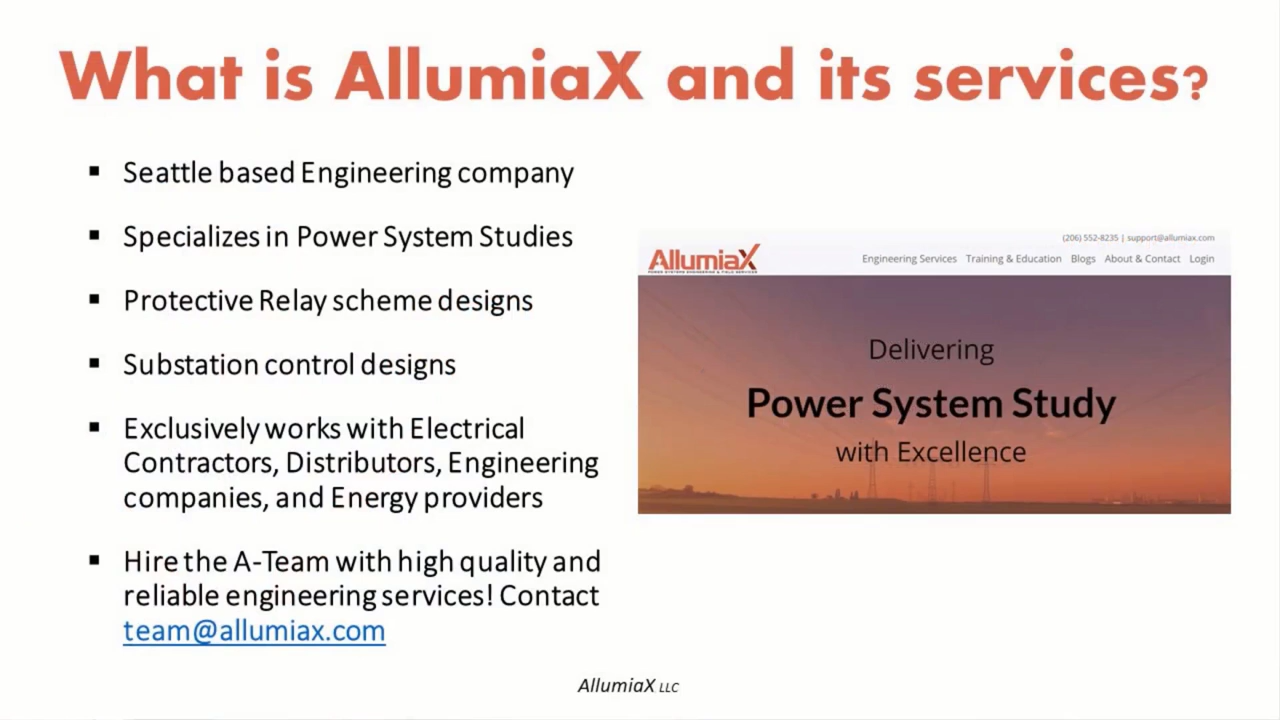 What is AllumiaX and its services?
▪ Seattle based Engineering company
▪ Specializes in Power System Studies
▪ Protective Relay scheme designs
▪ Substation control designs
▪ Exclusively works with Electrical
Contractors, Distributors, Engineering
companies, and Energy providers
▪ Hire the A-Team with high quality and
reliable engineering services! Contact
team@allumiax.com
(206) 552-8235 | support@allumiax.com
AllumiaX
POWER SYSTEMS ENGINEERING & FIELD SERVICES
Engineering Services Training & Education Blogs About & Contact Login
Delivering
Power System Study
with Excellence
AllumiaX LLC